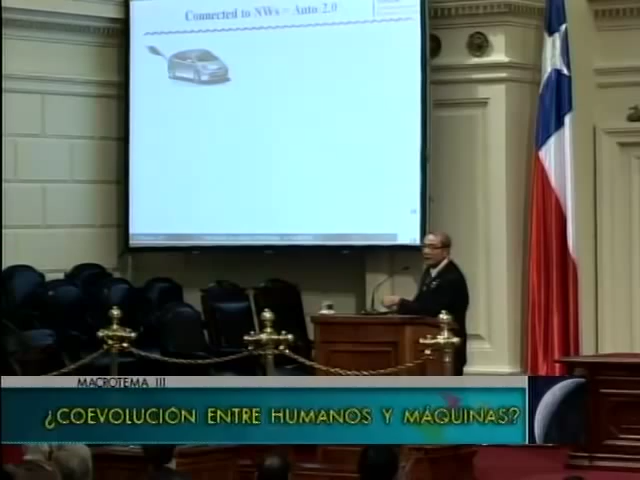 Connected to NWs = Auto 2.0
MACROTEMA III
¿COEVOLUCIÓN ENTRE HUMANOS Y MÁQUINAS?